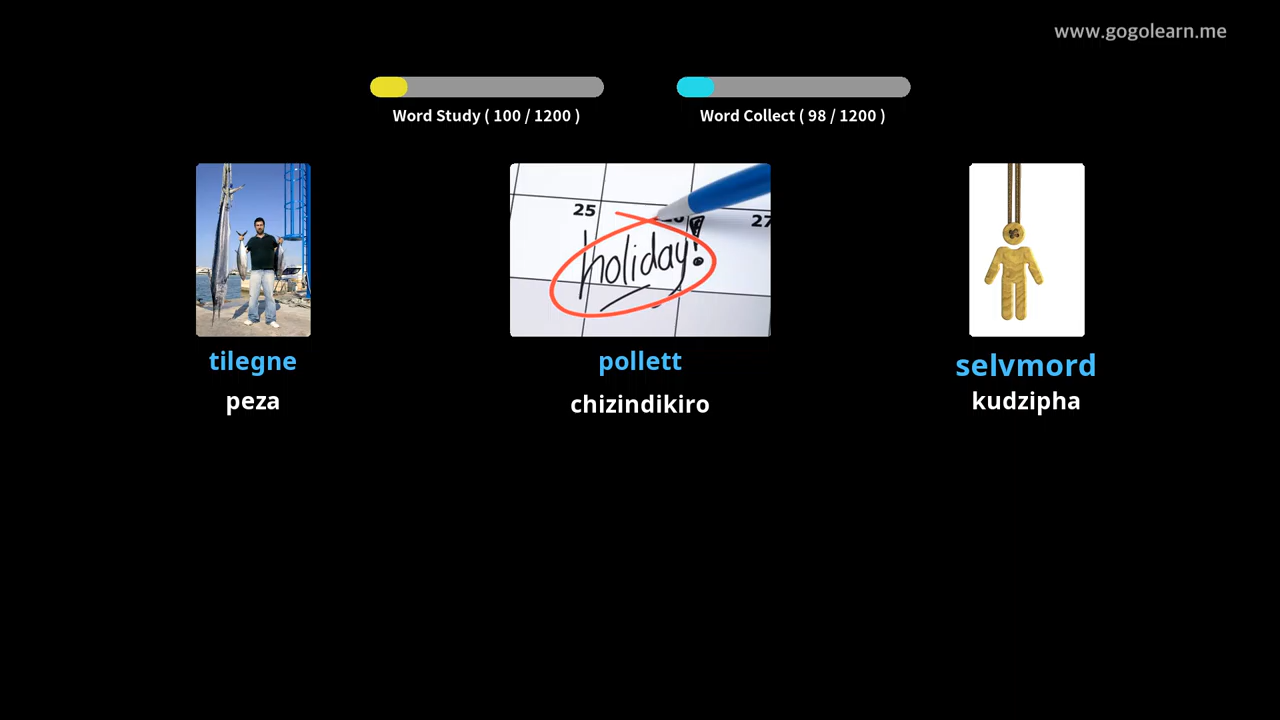 www.gogolearn.me
Word Study ( 100 / 1200 )
Word Collect ( 98 / 1200 )
25
27
holiday!
tilegne
pollett
selvmord
peza
chizindikiro
kudzipha